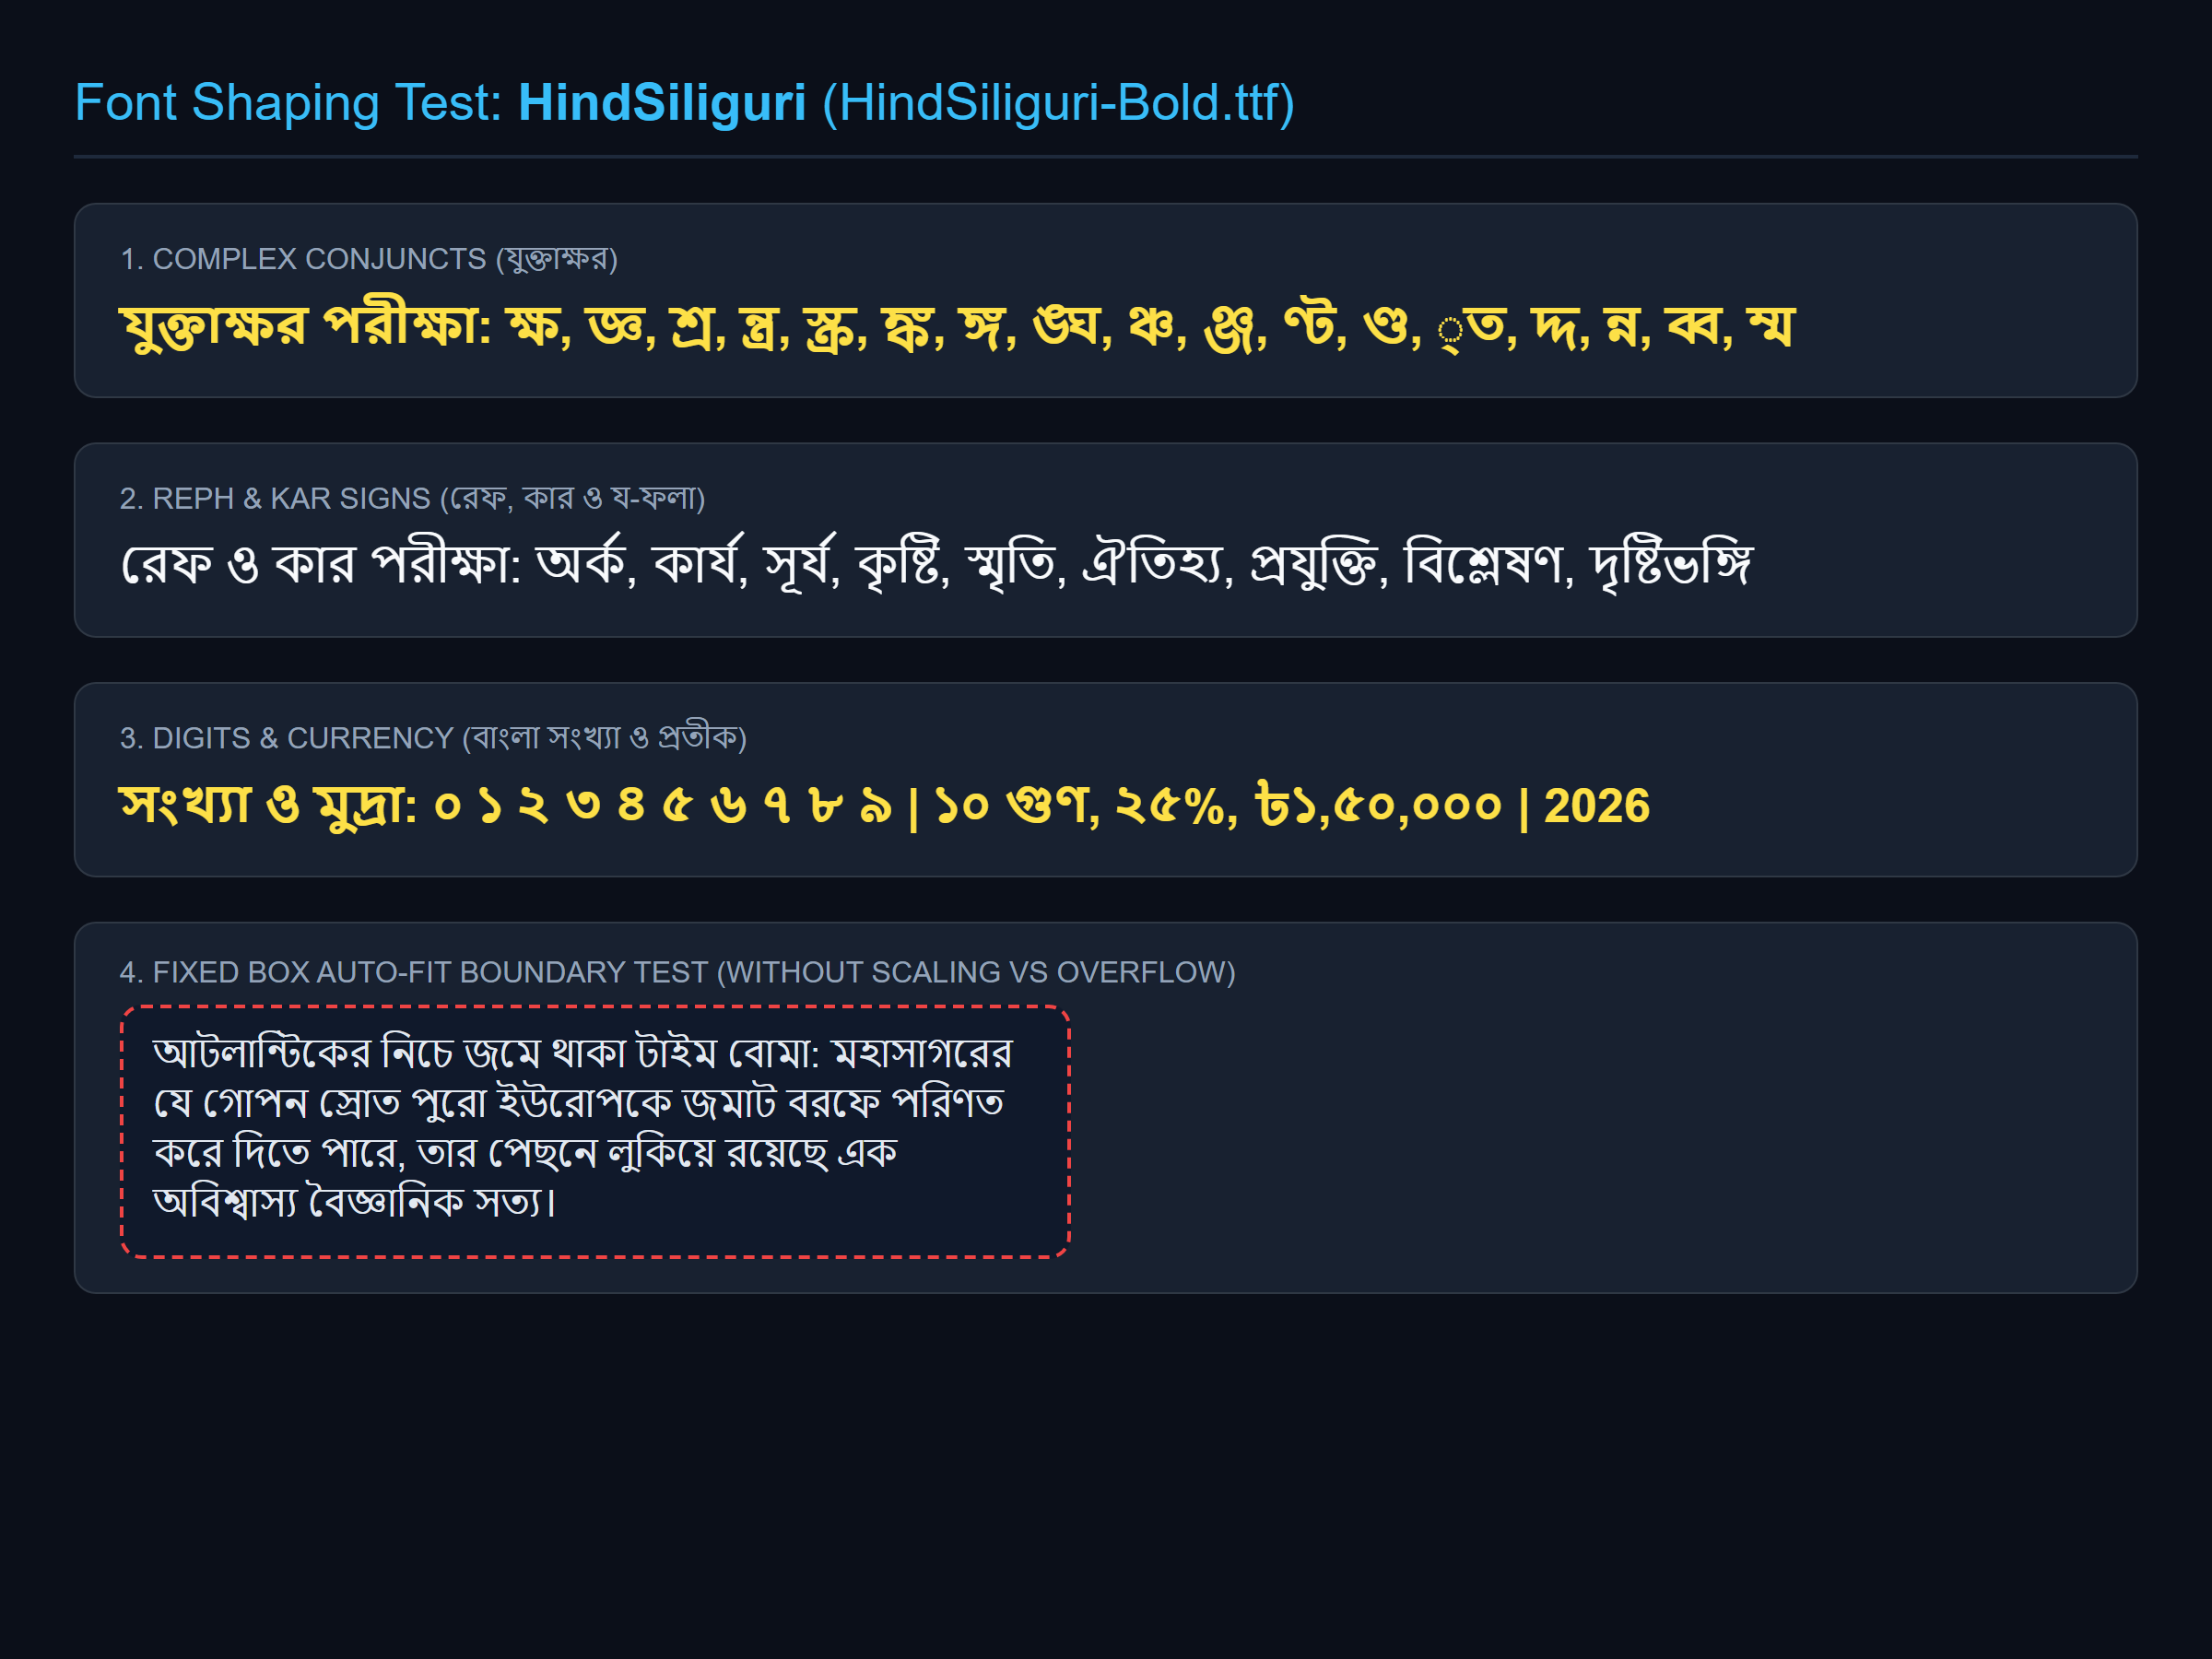 Font Shaping Test: HindSiliguri (HindSiliguri-Bold.ttf)
1. COMPLEX CONJUNCTS (যুক্তাক্ষর)
যুক্তাক্ষর পরীক্ষা: ক্ষ, জ্ঞ, শ্র, ন্ত্র, স্ক্র, ঙ্ক, ঙ্গ, ঙ্ঘ, ঞ্চ, ঞ্জ, ণ্ট, ণ্ড, ্ত, দ্দ, ন্ন, ব্ব, ম্ম
2. REPH & KAR SIGNS (রেফ, কার ও য-ফলা)
রেফ ও কার পরীক্ষা: অর্ক, কার্য, সূর্য, কৃষ্টি, স্মৃতি, ঐতিহ্য, প্রযুক্তি, বিশ্লেষণ, দৃষ্টিভঙ্গি
3. DIGITS & CURRENCY (বাংলা সংখ্যা ও প্রতীক)
সংখ্যা ও মুদ্রা: ০ ১ ২ ৩ ৪ ৫ ৬ ৭ ৮ ৯ | ১০ গুণ, ২৫%, ৳১,৫০,০০০ | 2026
4. FIXED BOX AUTO-FIT BOUNDARY TEST (WITHOUT SCALING VS OVERFLOW)
আটলান্টিকের নিচে জমে থাকা টাইম বোমা: মহাসাগরের
যে গোপন স্রোত পুরো ইউরোপকে জমাট বরফে পরিণত
করে দিতে পারে, তার পেছনে লুকিয়ে রয়েছে এক
অবিশ্বাস্য বৈজ্ঞানিক সত্য।